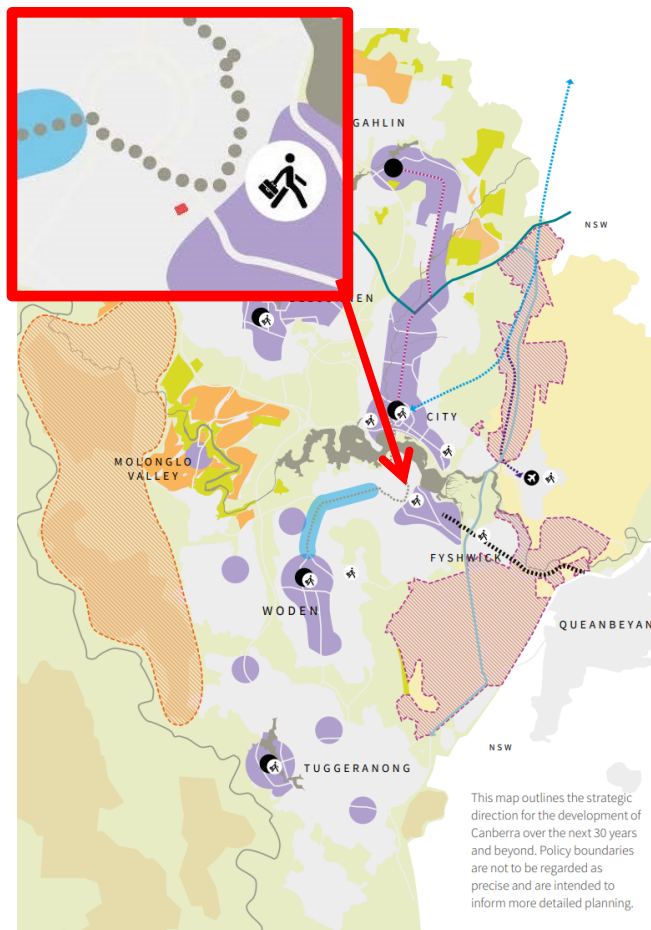 GAHLIN
NSW
EN
CITY
MOLONGLO
VALLEY
FYSHWICK
WODEN
QUEANBEYAN
NSW
TUGGERANONG
This map outlines the strategic
direction for the development of
Canberra over the next 30 years
and beyond. Policy boundaries
are not to be regarded as
precise and are intended to
inform more detailed planning.